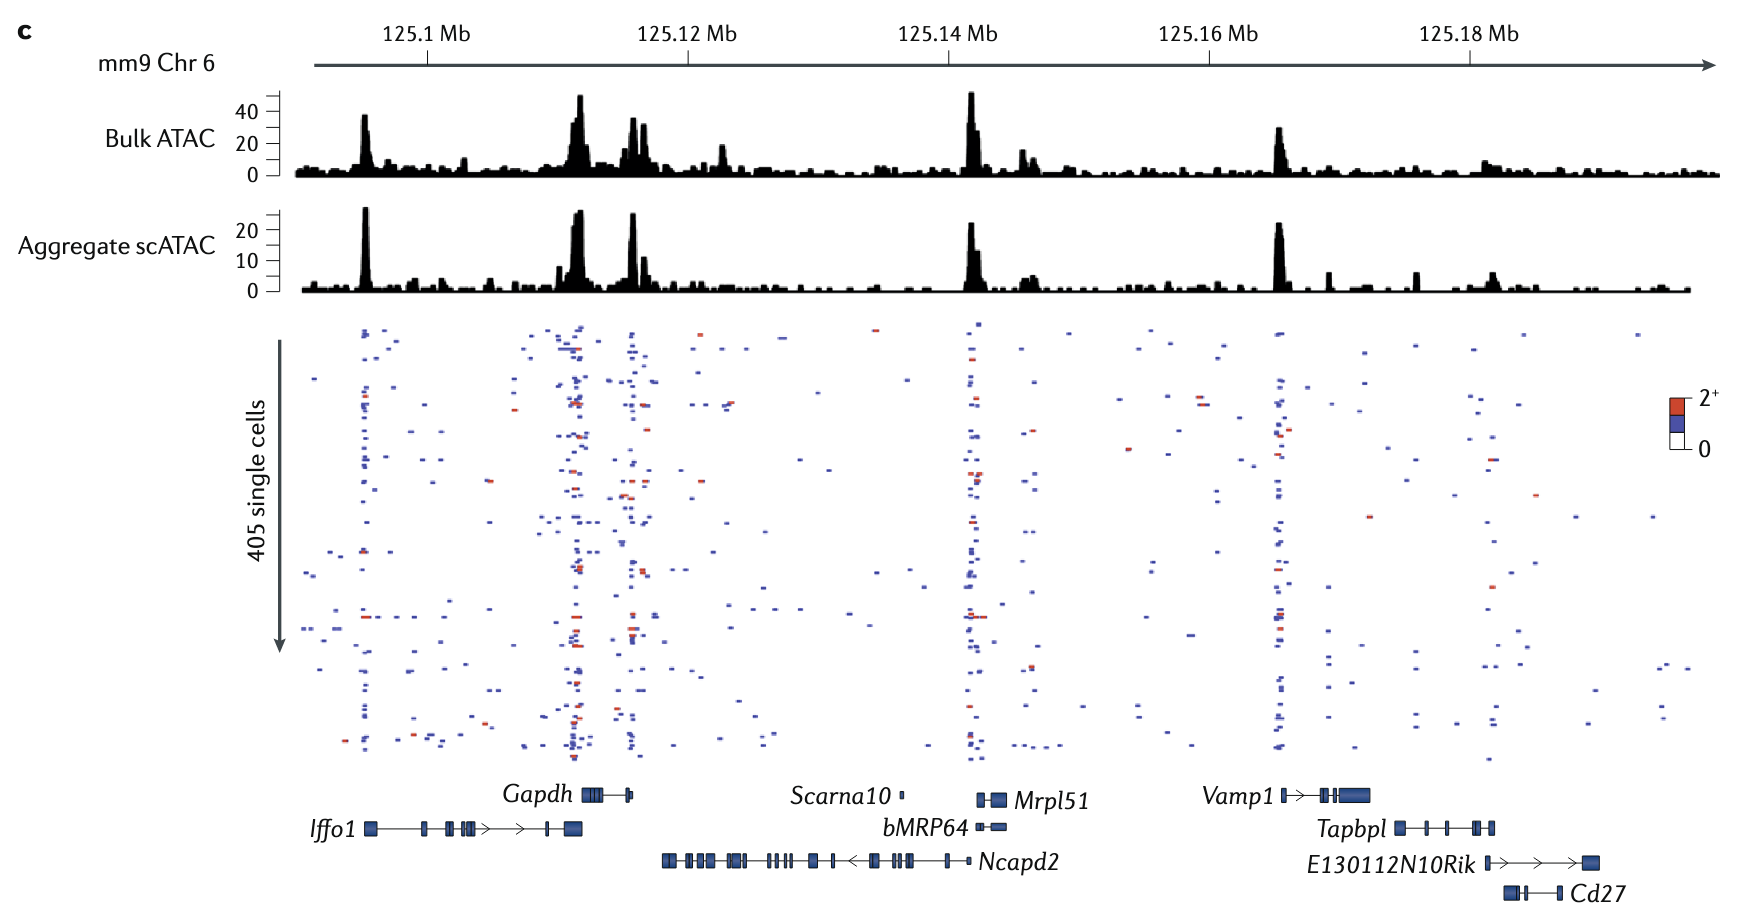 c
125.1 Mb 125.12 Mb 125.14 Mb 125.16 Mb 125.18 Mb
mm9 Chr 6
40
Bulk ATAC 20
0
20
Aggregate scATAC
10
0
405 single cells
2+
0
Gapdh Scarna10 Mrpl51 Vamp1
Iffo1 bMRP64 Tapbpl
Ncapd2 E130112N10Rik
Cd27